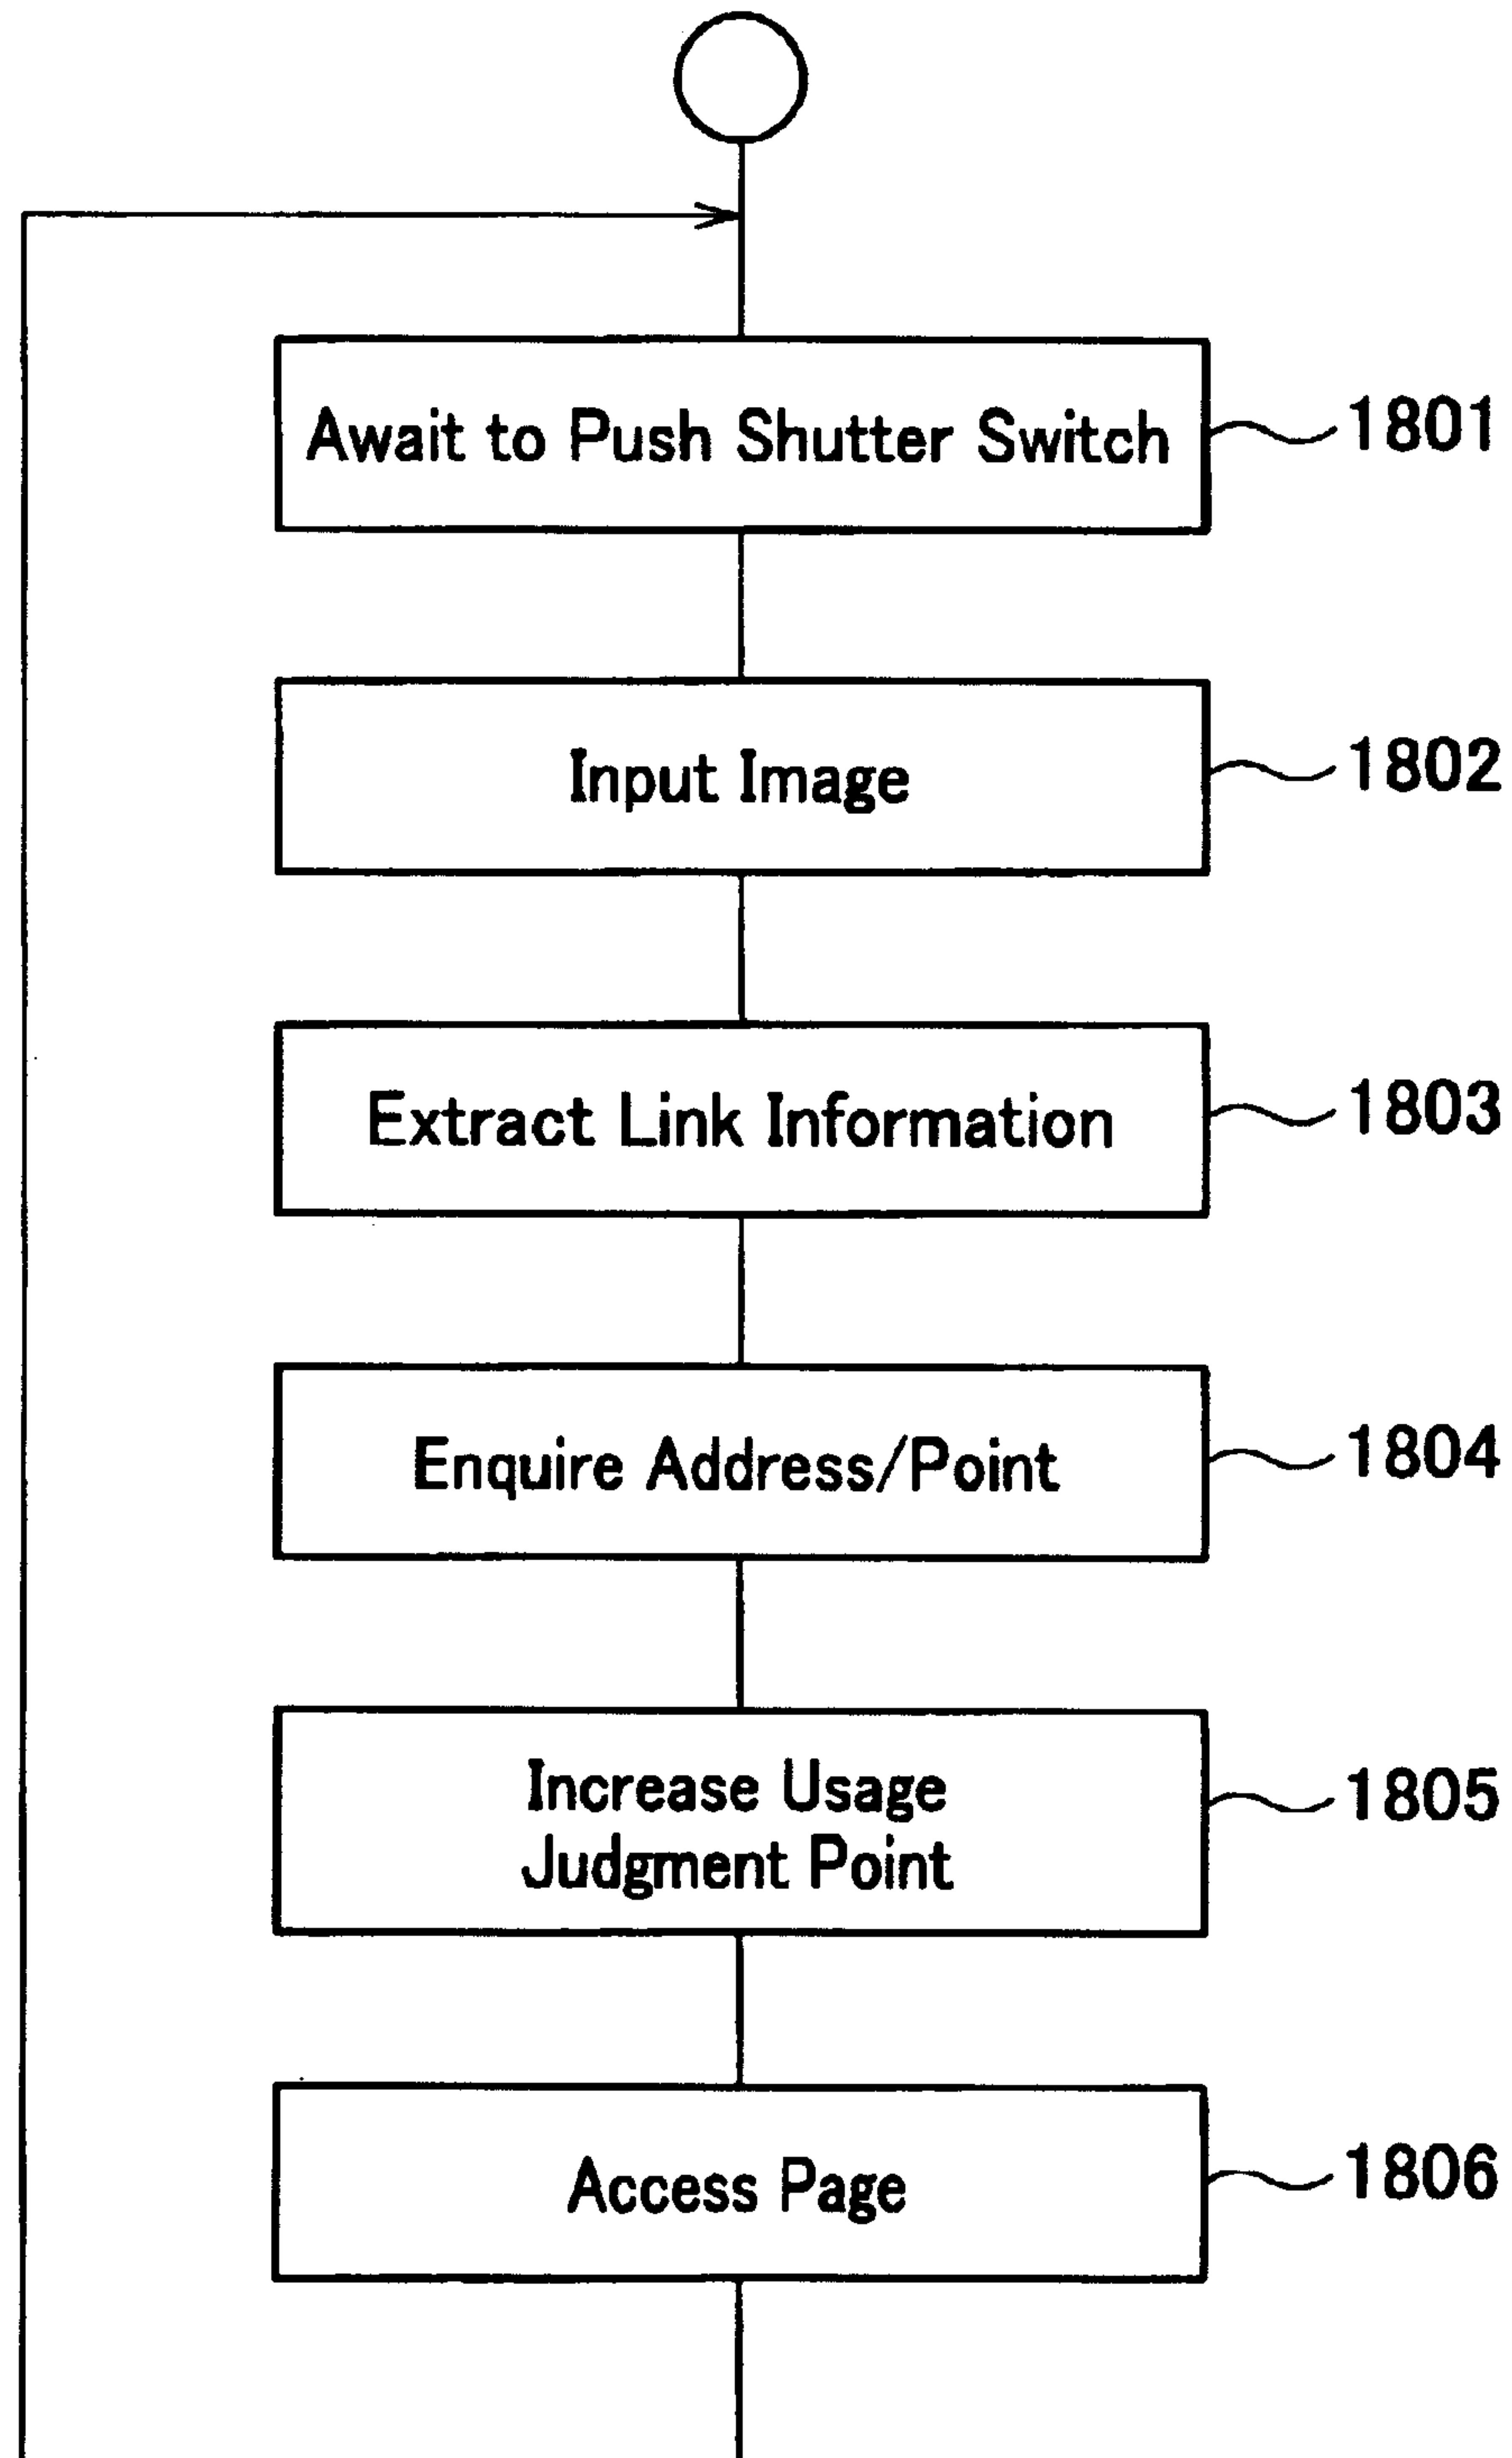 Await to Push Shutter Switch
1801
Input Image
1802
Extract Link Information
1803
Enquire Address/Point
1804
Increase Usage
Judgment Point
1805
Access Page
1806